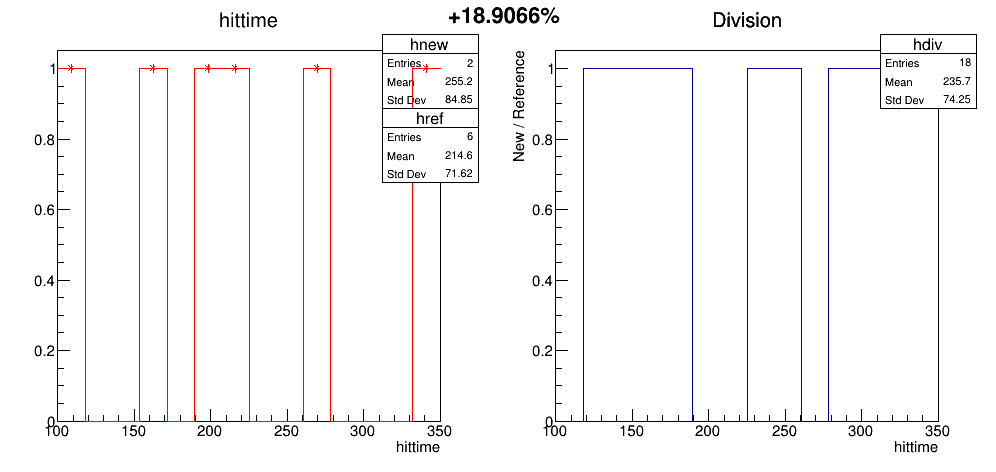 +18.9066%
hittime
hnew
Entries 2
Mean 255.2
Std Dev 84.85
href
Entries 6
Mean 214.6
Std Dev 71.62
1
0.8
0.6
0.4
0.2
0
100 150 200 250 300 350
hittime
Division
hdiv
Entries 18
Mean 235.7
Std Dev 74.25
New / Reference
1
0.8
0.6
0.4
0.2
0
100 150 200 250 300 350
hittime